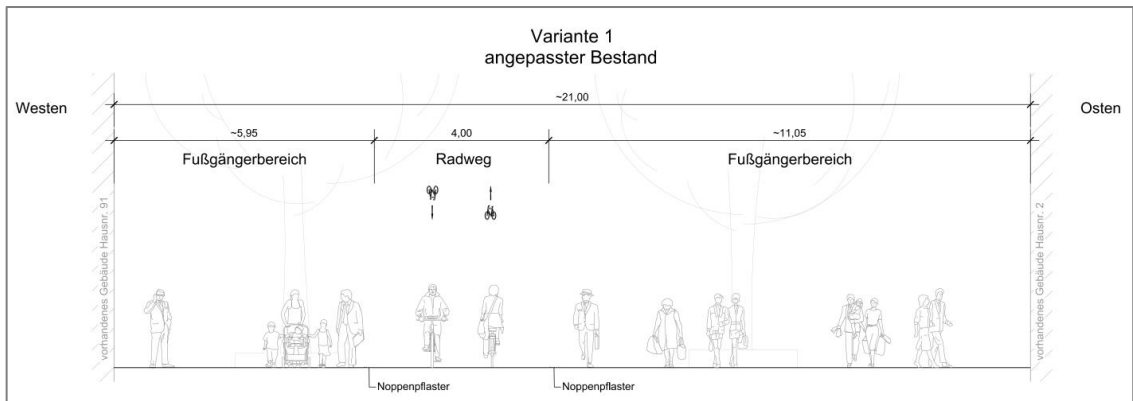 Variante 1
angepasster Bestand
Westen
~21,00
Osten
~5,95
4,00
~11,05
Fußgängerbereich
Radweg
Fußgängerbereich
vorhandenes Gebäude Hausnr. 91
vorhandenes Gebäude Hausnr. 2
Noppenpflaster
Noppenpflaster